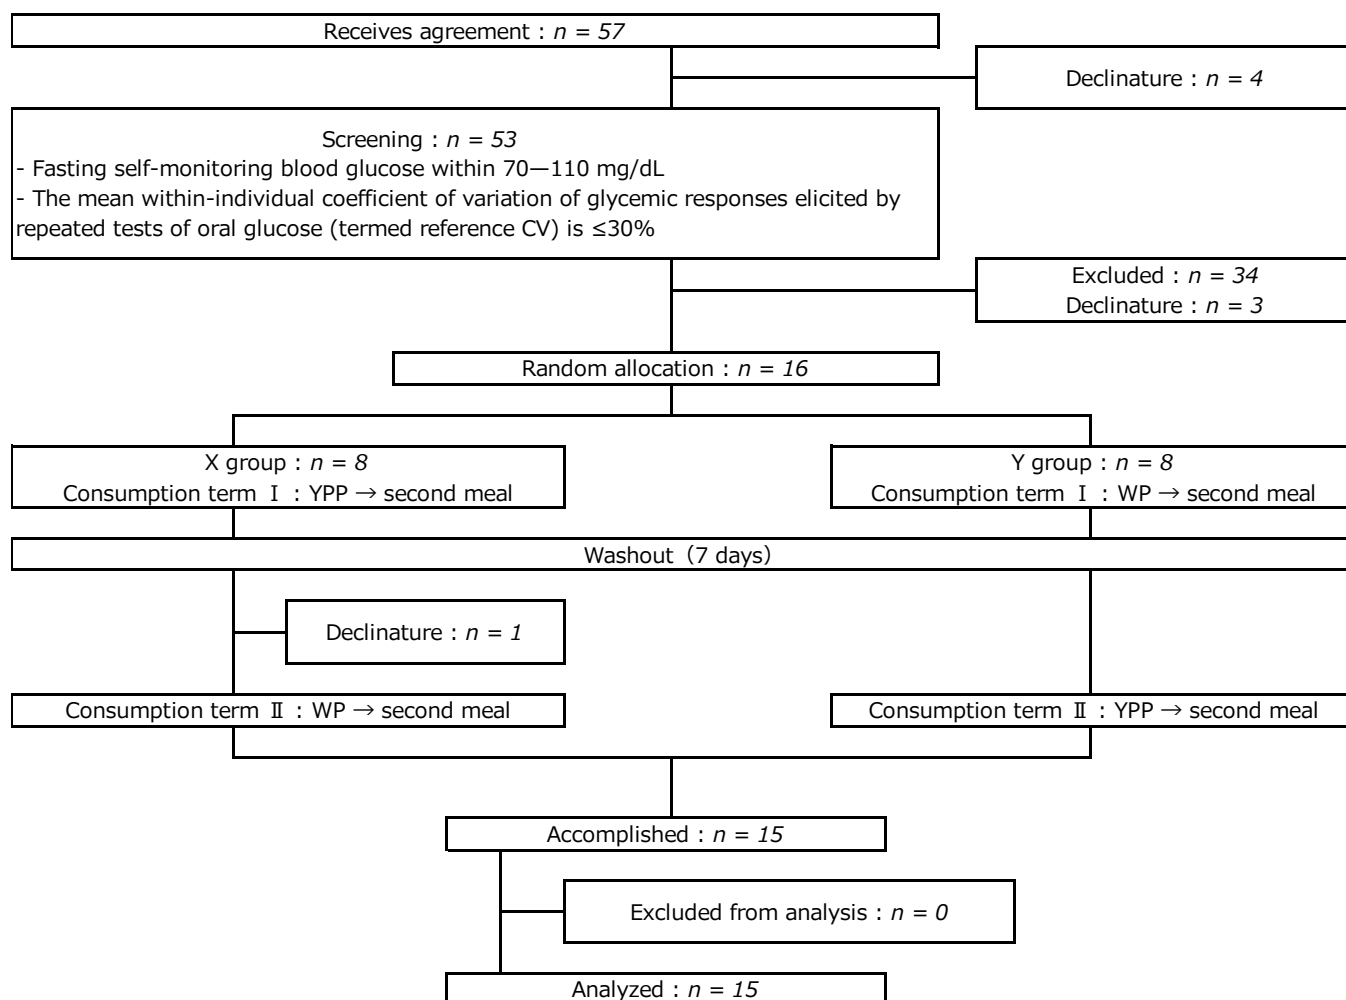 Receives agreement : n = 57
Declinature : n = 4
Screening : n = 53
- Fasting self-monitoring blood glucose within 70—110 mg/dL
- The mean within-individual coefficient of variation of glycemic responses elicited by
repeated tests of oral glucose (termed reference CV) is ≤30%
Excluded : n = 34
Declinature : n = 3
Random allocation : n = 16
X group : n = 8
Consumption term Ⅰ : YPP → second meal
Y group : n = 8
Consumption term Ⅰ : WP → second meal
Washout（7 days）
Declinature : n = 1
Consumption term Ⅱ : WP → second meal
Consumption term Ⅱ : YPP → second meal
Accomplished : n = 15
Excluded from analysis : n = 0
Analyzed : n = 15